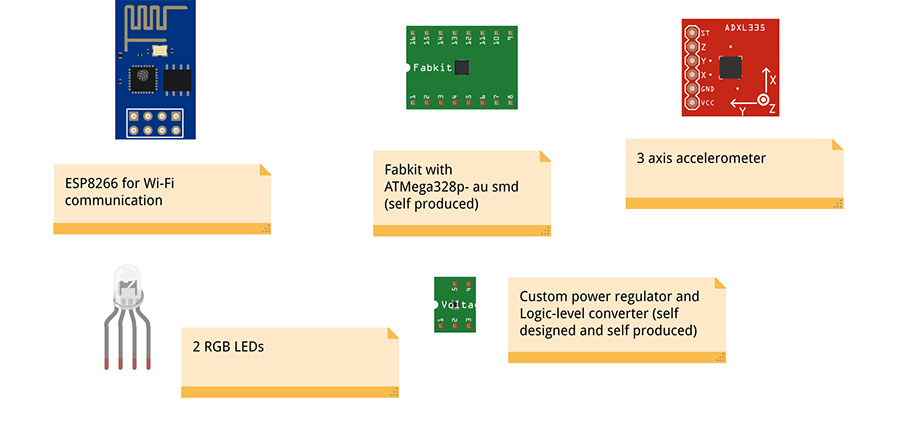 16 15 14 13 12 11 10 9
Fabkit
1 2 3 4 5 6 7 8
ADXL335
ST
Z
Y
X
GND
VCC
X
Y
Z
ESP8266 for Wi-Fi
communication
Fabkit with
ATMega328p- au smd
(self produced)
3 axis accelerometer
5 4
Voltag
1 2 3
2 RGB LEDs
Custom power regulator and
Logic-level converter (self
designed and self produced)